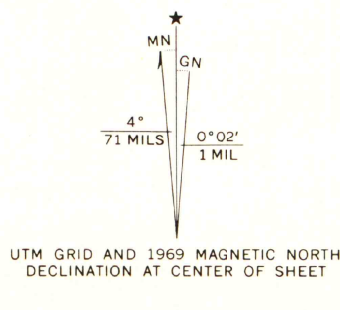 ★
MN
GN
4°
71 MILS
0°02'
1 MIL
UTM GRID AND 1969 MAGNETIC NORTH
DECLINATION AT CENTER OF SHEET